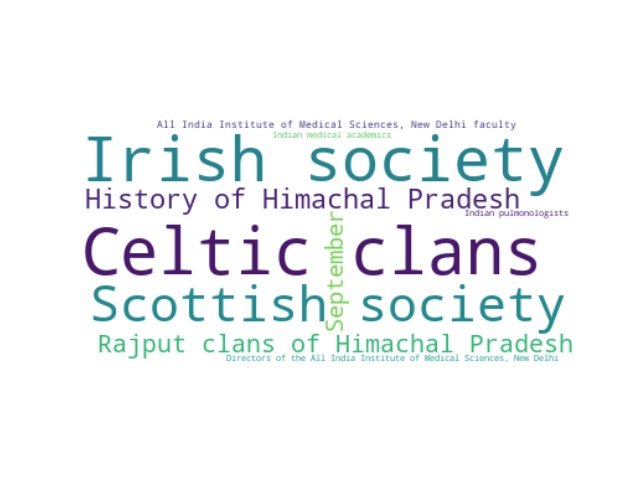 All India Institute of Medical Sciences, New Delhi faculty
Indian medical academics
Irish society
History of Himachal Pradesh
Indian pulmonologists
September
Celtic clans
Scottish society
Rajput clans of Himachal Pradesh
Directors of the All India Institute of Medical Sciences, New Delhi